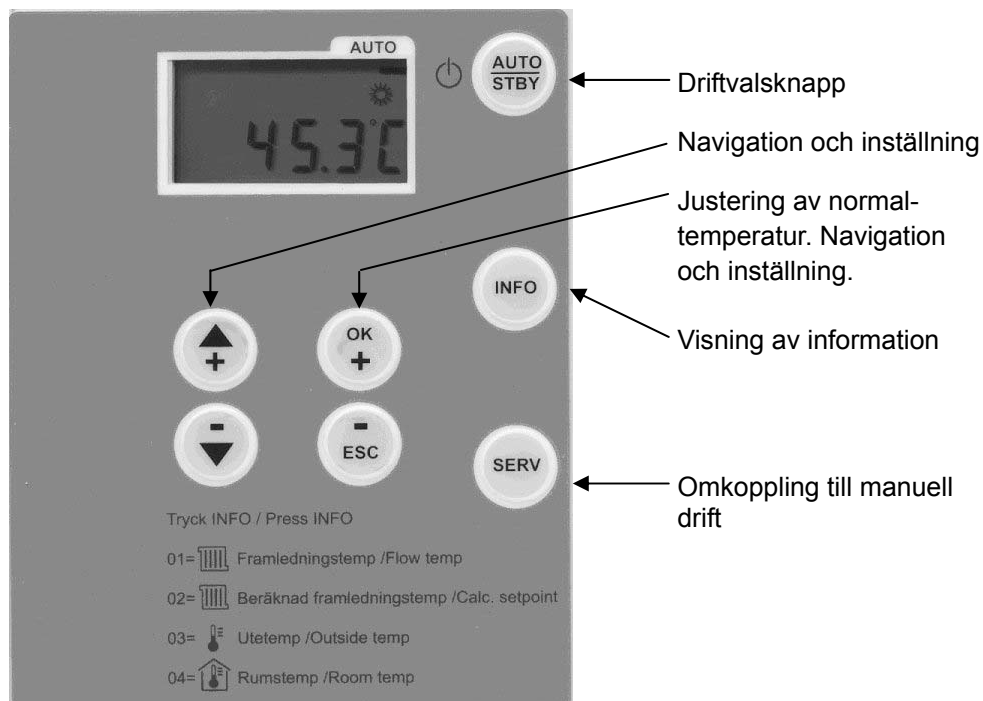 AUTO
45.3°C
AUTO
STBY
Driftvalsknapp
Navigation och inställning
Justering av normal-
temperatur. Navigation
och inställning.
INFO
Visning av information
+
OK
+
-
-
ESC
SERV
Omkoppling till manuell
drift
Tryck INFO / Press INFO
01= Framledningstemp /Flow temp
02= Beräknad framledningstemp /Calc. setpoint
03= Utetemp /Outside temp
04= Rumstemp /Room temp